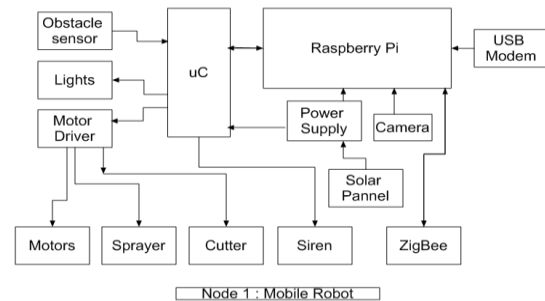 Obstacle
sensor
uC
Raspberry Pi
USB
Modem
Lights
Motor
Driver
Power
Supply
Camera
Solar
Pannel
Motors
Sprayer
Cutter
Siren
ZigBee
Node 1 : Mobile Robot